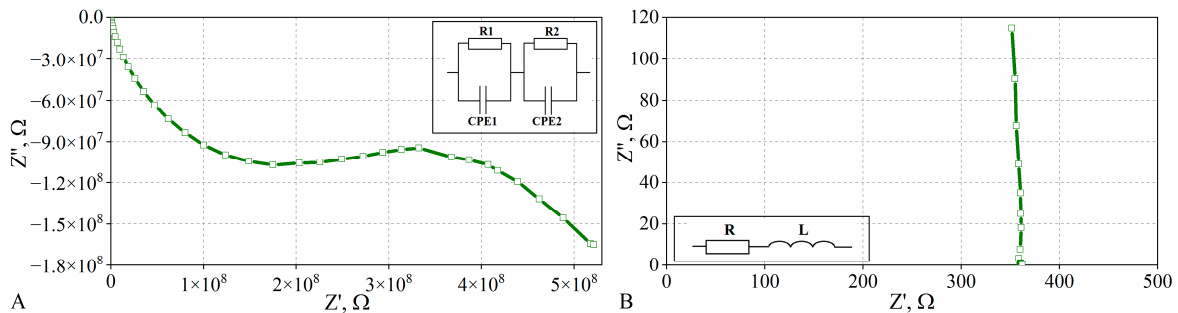 0.0
−3.0×10⁷
−6.0×10⁷
−9.0×10⁷
−1.2×10⁸
−1.5×10⁸
−1.8×10⁸
Z'', Ω
0
1×10⁸
2×10⁸
3×10⁸
4×10⁸
5×10⁸
Z', Ω
R1
R2
CPE1
CPE2
A
120
100
80
60
40
20
0
Z'', Ω
0
100
200
300
400
500
Z', Ω
R
L
B